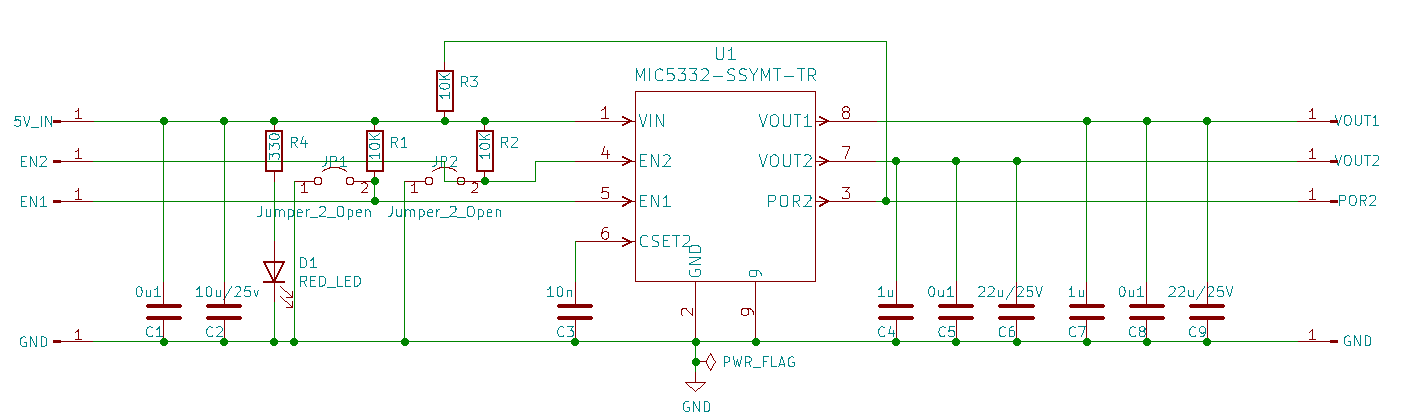 U1
MIC5332-SSYMT-TR
10K R3
5V_IN 1
1 VIN
VOUT1 8
1 VOUT1
330 R4
10K R1
10K R2
EN2 1
JP1
JP2
4 EN2
VOUT2 7
1 VOUT2
1 2
1 2
EN1 1
5 EN1
POR2 3
1 POR2
Jumper_2_Open
Jumper_2_Open
6 CSET2
GND
9
D1
RED_LED
0u1
10u/25v
10n
1u
0u1
22u/25V
1u
0u1
22u/25V
2
9
C1
C2
C3
C4
C5
C6
C7
C8
C9
GND 1
1 GND
PWR_FLAG
GND